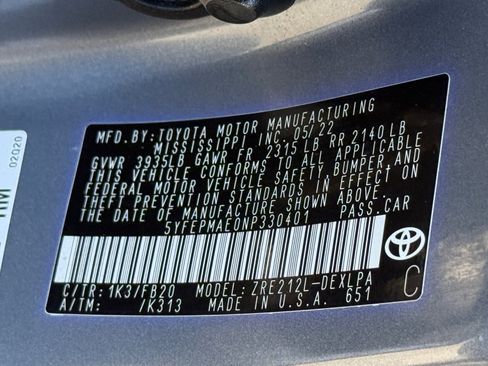 MFD.BY:TOYOTA MOTOR MANUFACTURING
MISSISSIPPI, INC. 05/22
GVWR 3935LB GAWR FR 2315LB RR 2140LB
THIS VEHICLE CONFORMS TO ALL APPLICABLE
FEDERAL MOTOR VEHICLE SAFETY, BUMPER, AND
THEFT PREVENTION STANDARDS IN EFFECT ON
THE DATE OF MANUFACTURE SHOWN ABOVE.
5YFEPMAE0NP330401 PASS.CAR
C/TR:1K3/FB20 MODEL:ZRE212L-DEXLPA
A/TM: /K313 MADE IN U.S.A. 651
C
02020